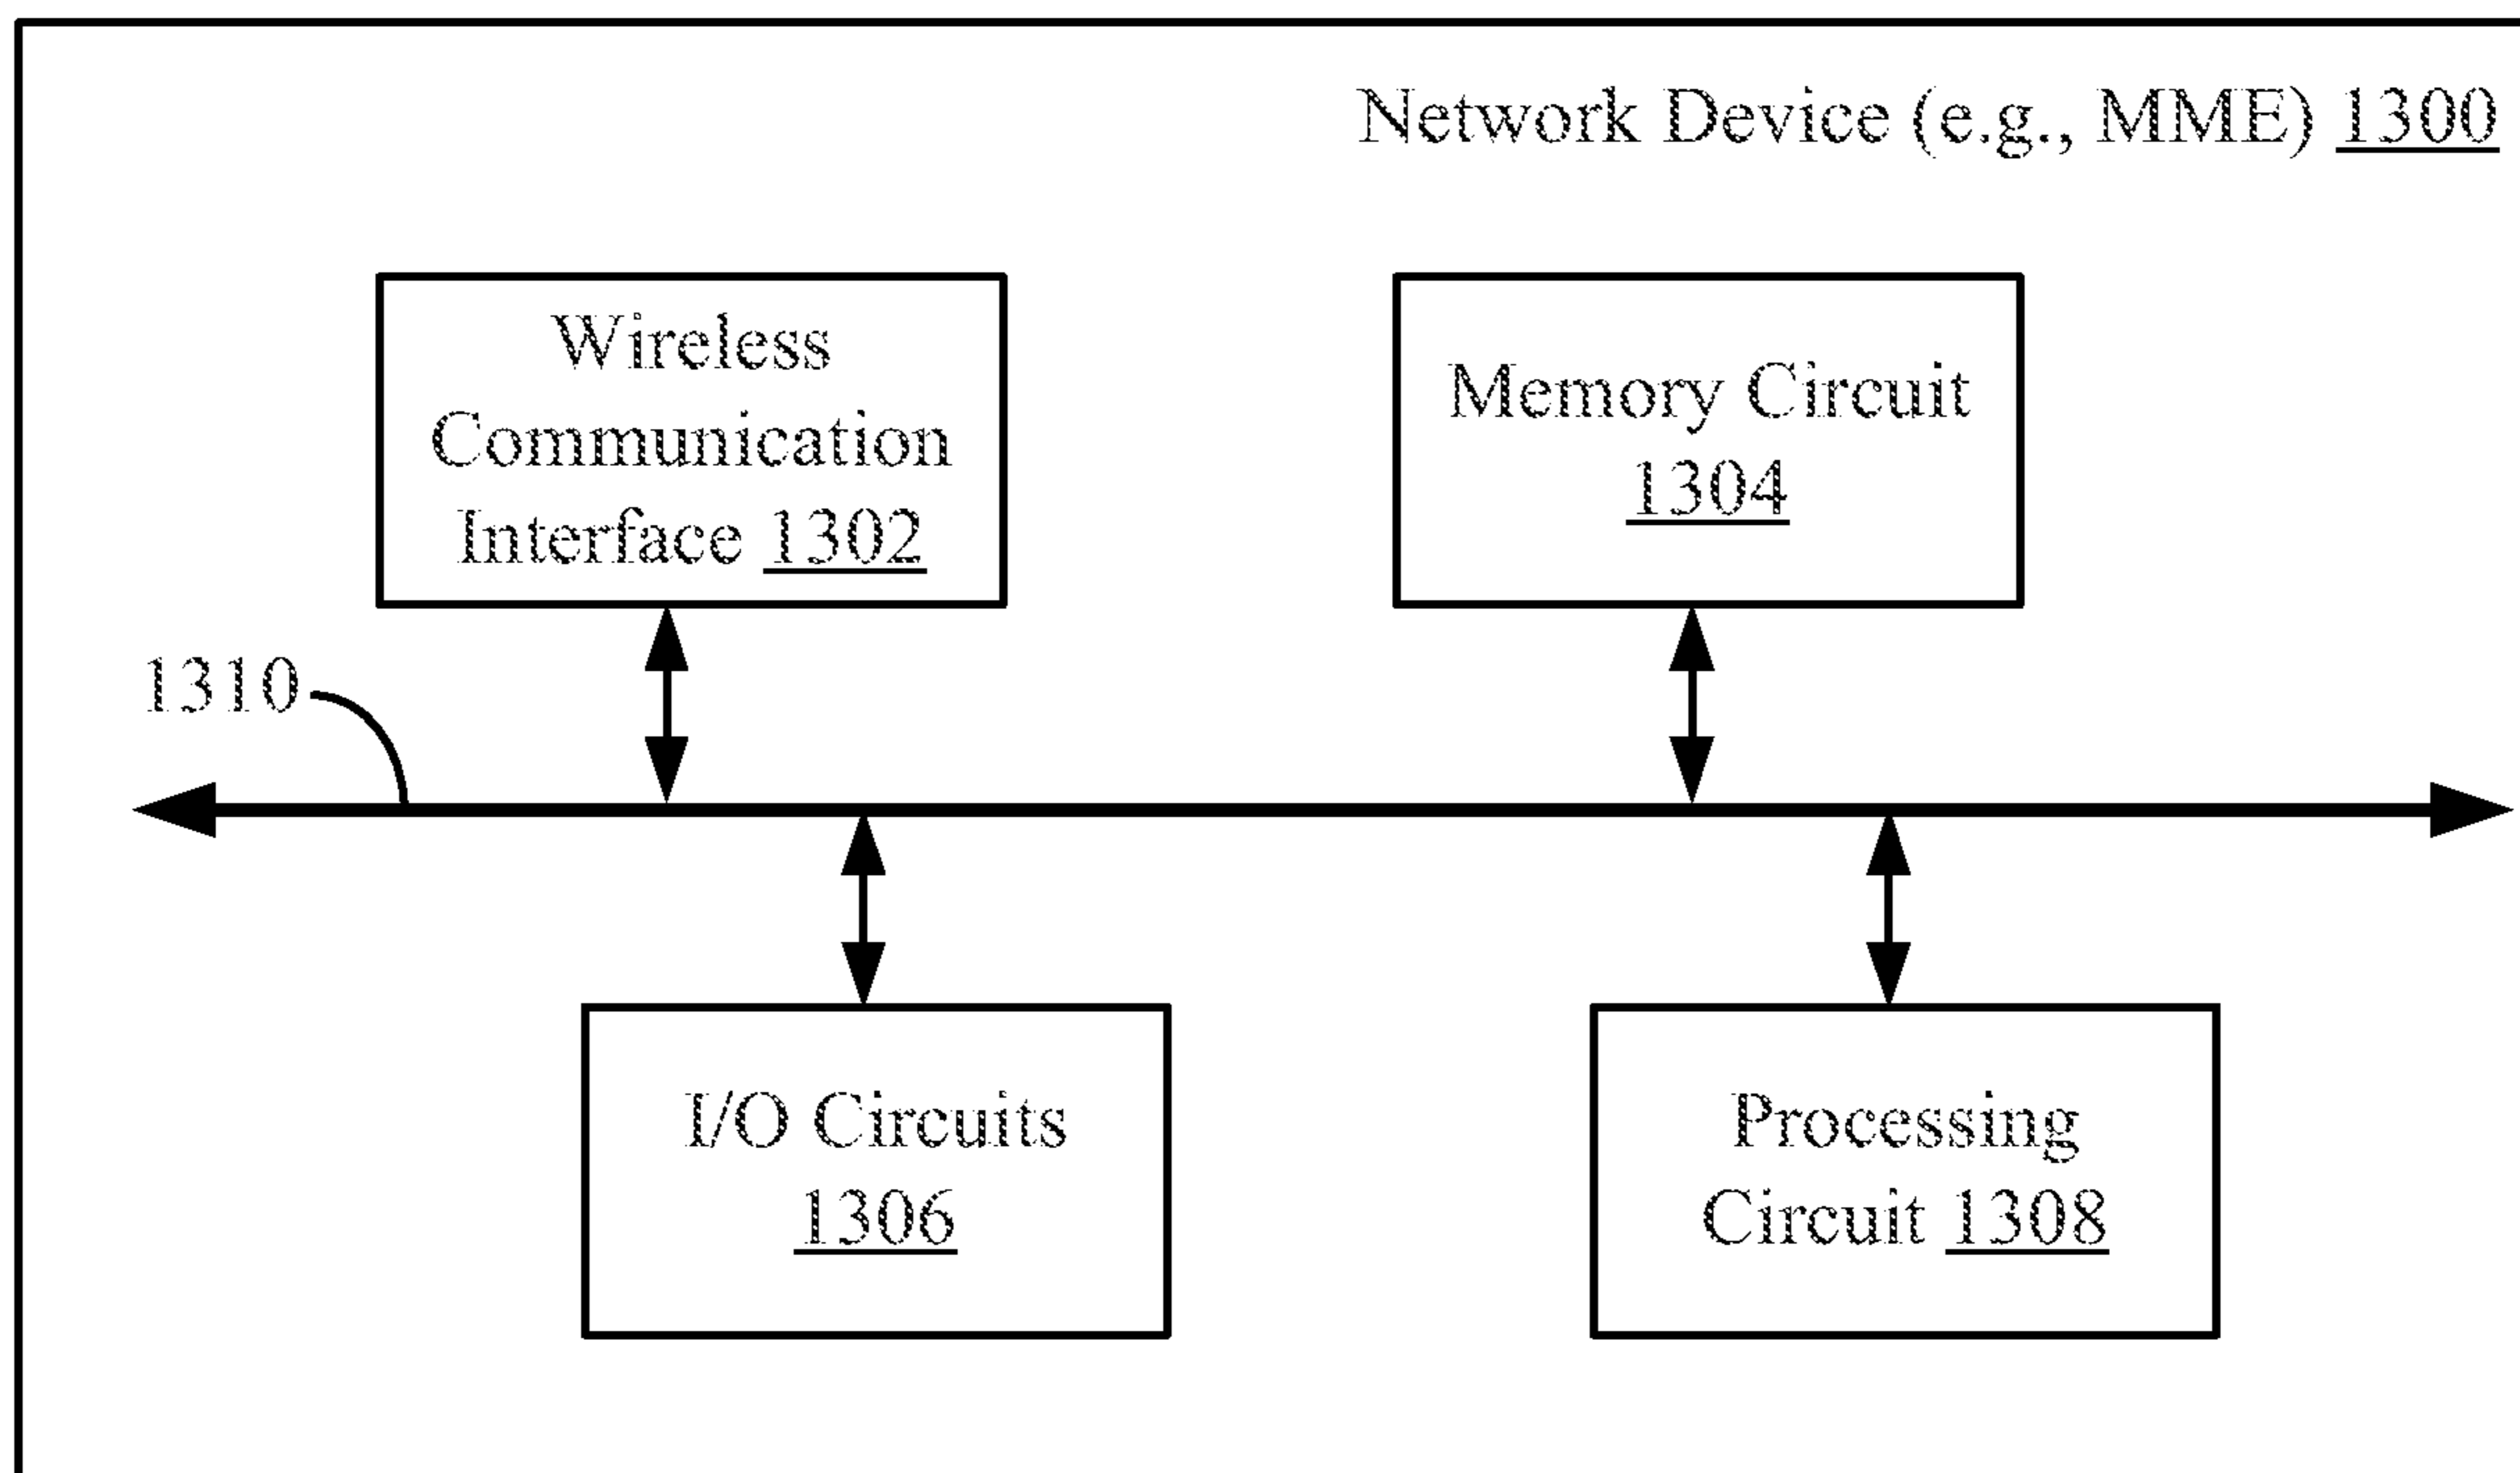 Network Device (e.g., MME) 1300
Wireless
Communication
Interface 1302
Memory Circuit
1304
1310
I/O Circuits
1306
Processing
Circuit 1308